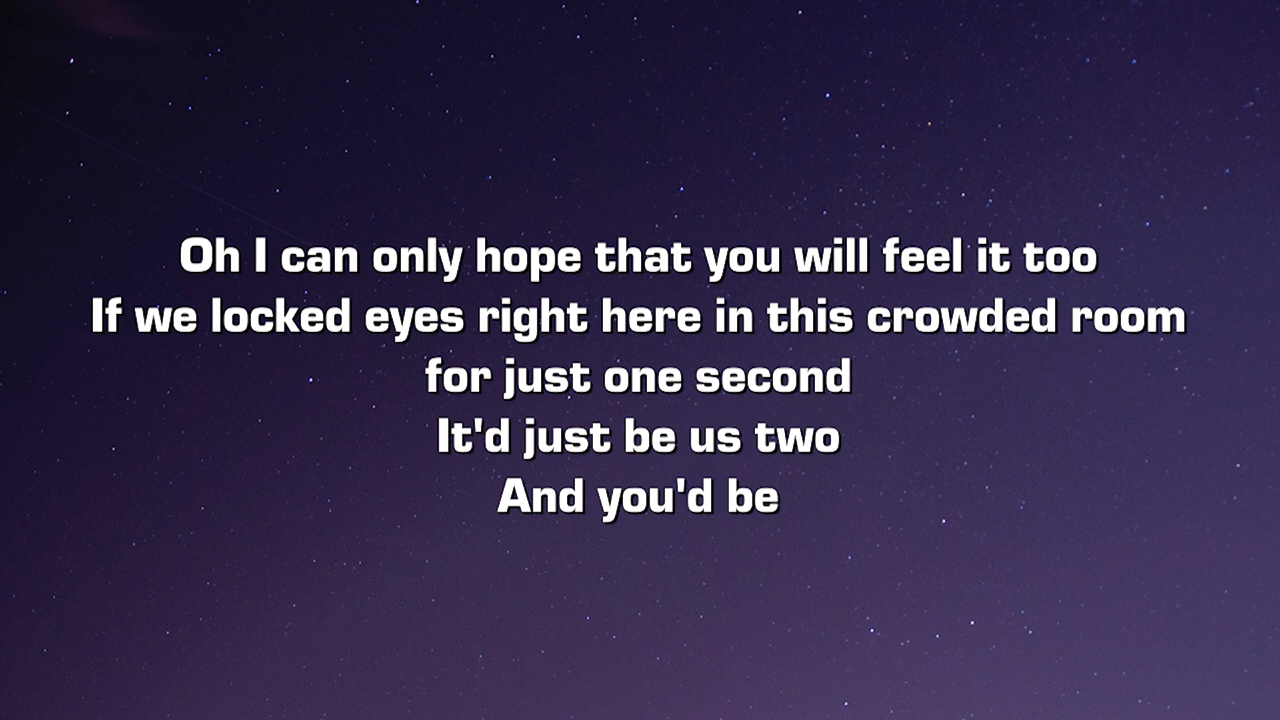 Oh I can only hope that you will feel it too
If we locked eyes right here in this crowded room
for just one second
It'd just be us two
And you'd be